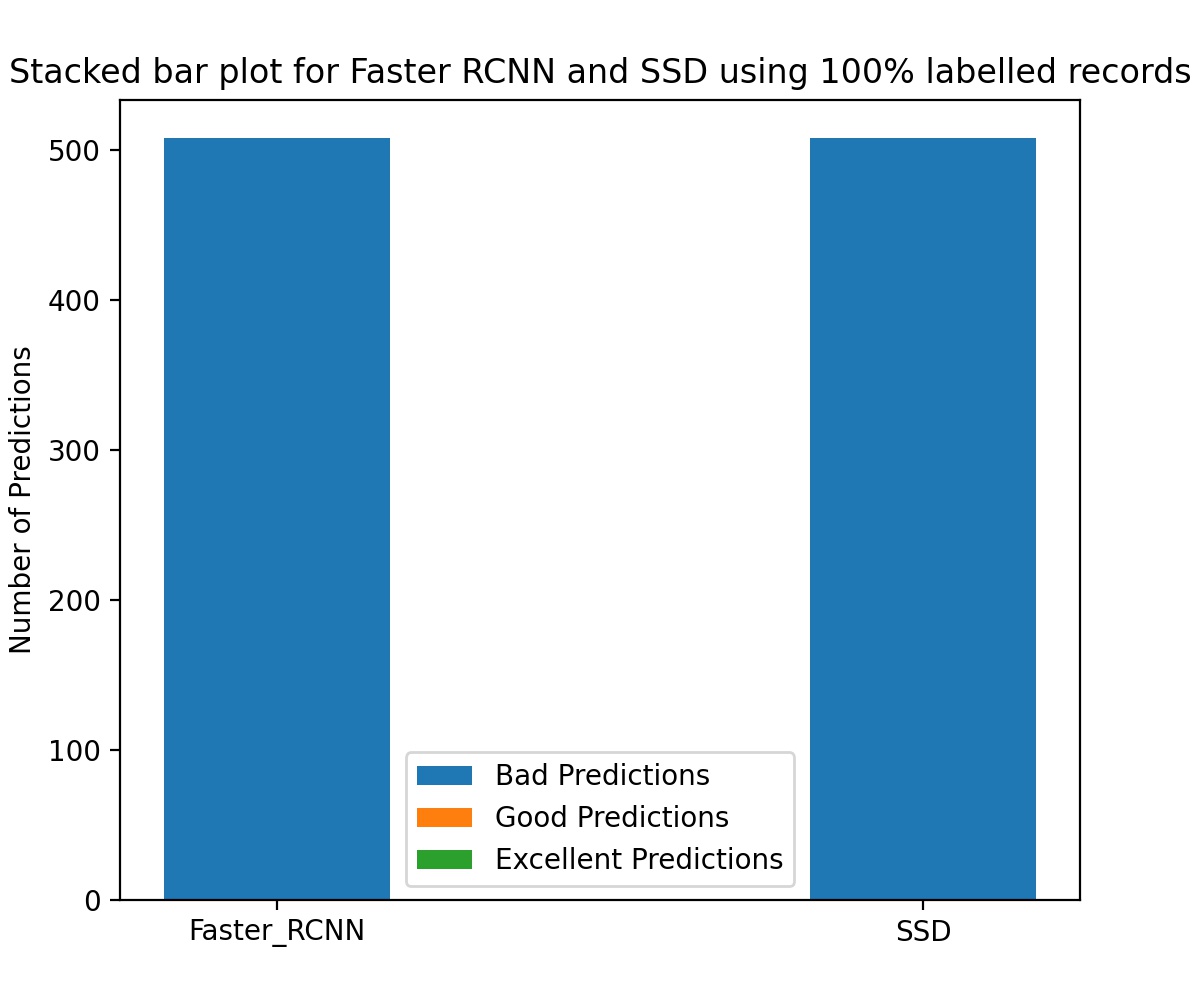 Stacked bar plot for Faster RCNN and SSD using 100% labelled records
Number of Predictions
500
400
300
200
100
0
Bad Predictions
Good Predictions
Excellent Predictions
Faster_RCNN
SSD